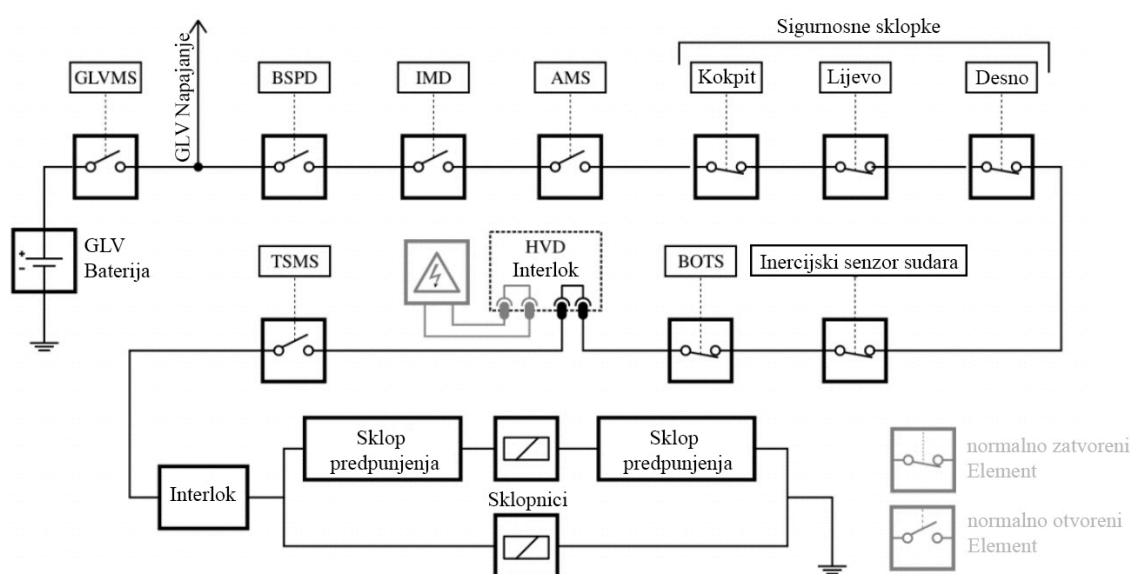 Sigurnosne sklopke
GLVMS
GLV Napajanje
BSPD
IMD
AMS
Kokpit
Lijevo
Desno
+
-
GLV
Baterija
TSMS
HVD
Interlok
BOTS
Inercijski senzor sudara
Interlok
Sklop
predpunjenja
Sklop
predpunjenja
Sklopnici
normalno zatvoreni
Element
normalno otvoreni
Element